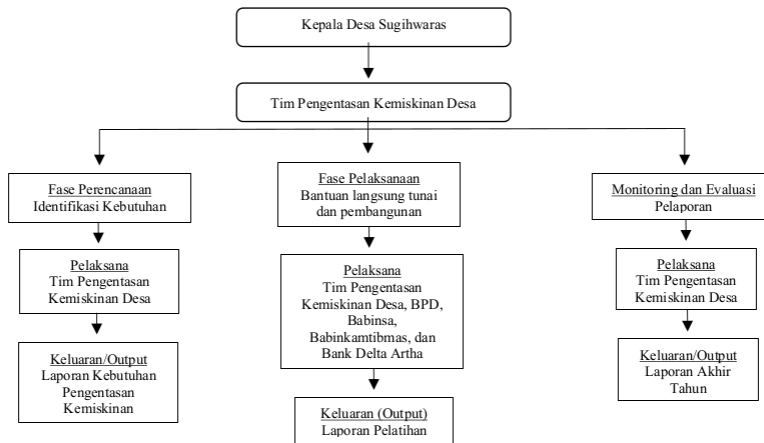 Kepala Desa Sugihwaras
Tim Pengentasan Kemiskinan Desa
Fase Perencanaan
Identifikasi Kebutuhan
Pelaksana
Tim Pengentasan
Kemiskinan Desa
Keluaran/Output
Laporan Kebutuhan
Pengentasan
Kemiskinan
Fase Pelaksanaan
Bantuan langsung tunai
dan pembangunan
Pelaksana
Tim Pengentasan
Kemiskinan Desa, BPD,
Babinsa,
Babinkamtibmas, dan
Bank Delta Artha
Keluaran (Output)
Laporan Pelatihan
Monitoring dan Evaluasi
Pelaporan
Pelaksana
Tim Pengentasan
Kemiskinan Desa
Keluaran/Output
Laporan Akhir
Tahun